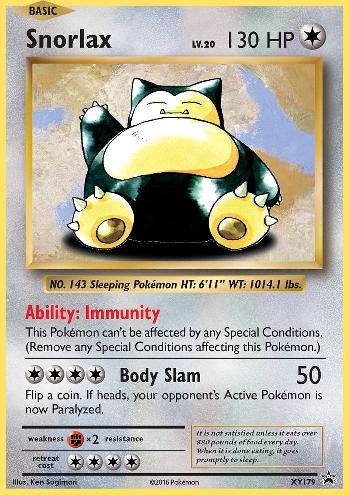 BASIC
Snorlax LV.20 130 HP
NO. 143 Sleeping Pokémon HT: 6'11" WT: 1014.1 lbs.
Ability: Immunity
This Pokémon can't be affected by any Special Conditions.
(Remove any Special Conditions affecting this Pokémon.)
Body Slam 50
Flip a coin. If heads, your opponent's Active Pokémon is
now Paralyzed.
weakness ×2 resistance
retreat
cost
It is not satisfied unless it eats over
880 pounds of food every day.
When it is done eating, it goes
promptly to sleep.
Illus. Ken Sugimori ©2016 Pokémon XY179